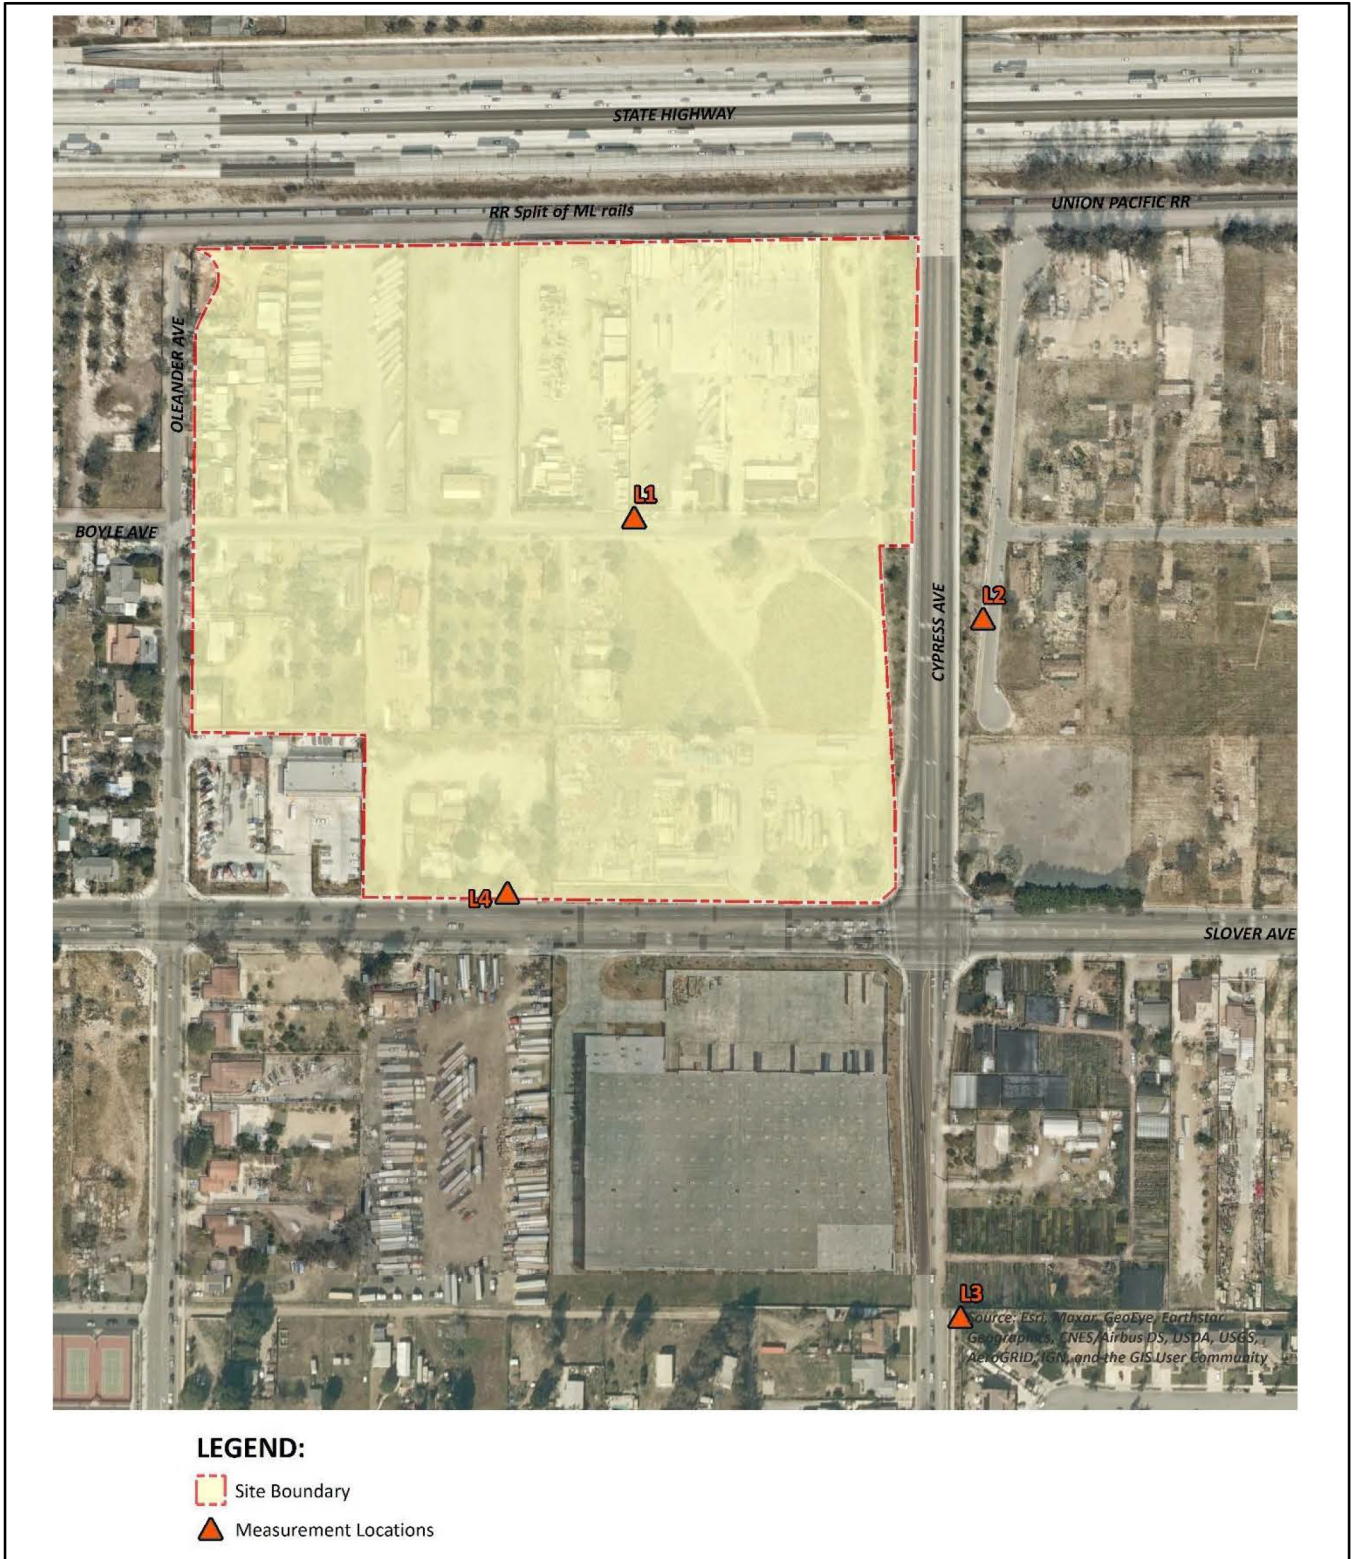 STATE HIGHWAY
UNION PACIFIC RR
RR Split of ML rails
OLEANDER AVE
L1
BOYLE AVE
L2
CYPRESS AVE
L4
SLOVER AVE
L3
Source: Esri, Maxar, GeoEye, Earthstar
Geographics, CNES/Airbus DS, USDA, USGS,
AeroGRID, IGN, and the GIS User Community
LEGEND:
Site Boundary
Measurement Locations